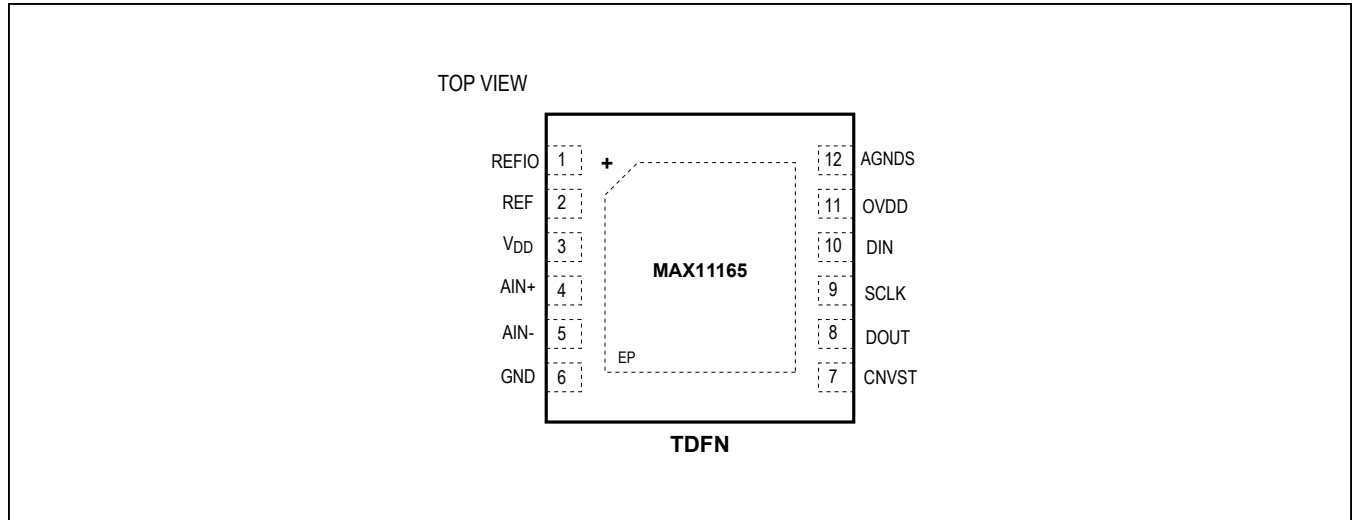 TOP VIEW
REFIO 1 + 12 AGNDS
REF 2 11 OVDD
VDD 3 10 DIN
MAX11165
AIN+ 4 9 SCLK
AIN- 5 8 DOUT
EP
GND 6 7 CNVST
TDFN